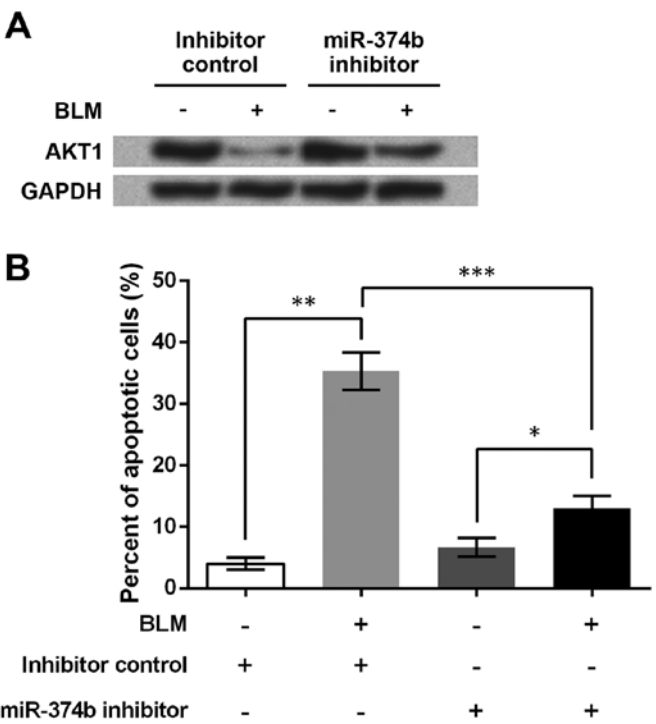 A
Inhibitor control
miR-374b inhibitor
BLM - + - +
AKT1
GAPDH
B
Percent of apoptotic cells (%)
50
40
30
20
10
0
**
***
*
BLM - + - +
Inhibitor control + + - -
miR-374b inhibitor - - + +